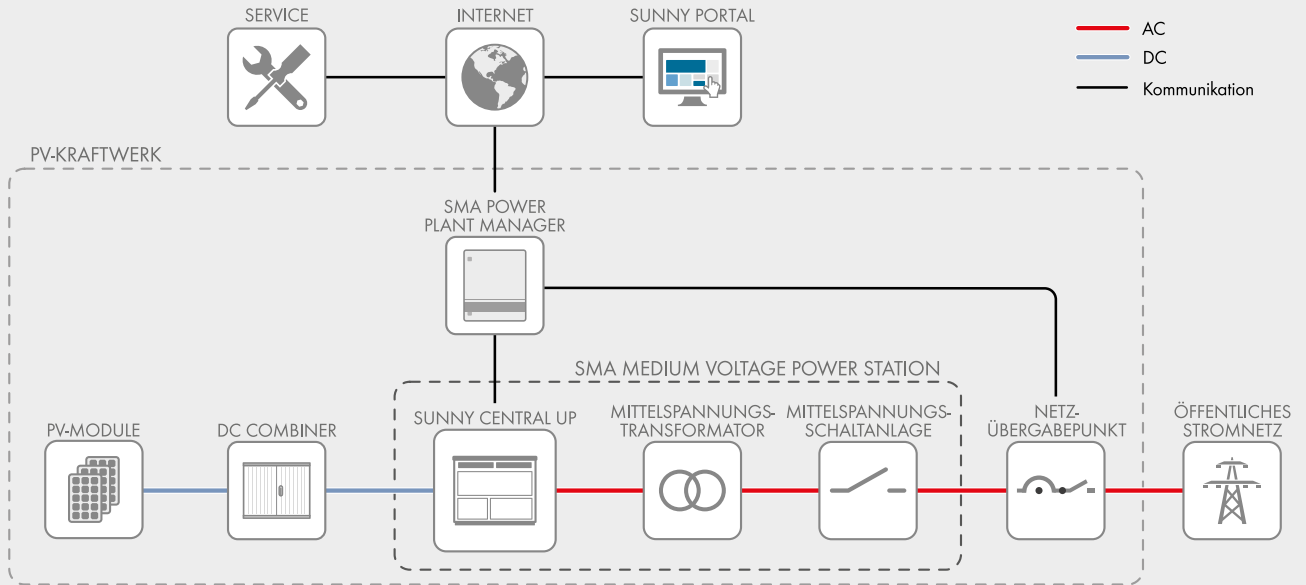 SERVICE
INTERNET
SUNNY PORTAL
AC
DC
Kommunikation
PV-KRAFTWERK
SMA POWER
PLANT MANAGER
SMA MEDIUM VOLTAGE POWER STATION
PV-MODULE
DC COMBINER
SUNNY CENTRAL UP
MITTELSPANNUNGS-
TRANSFORMATOR
MITTELSPANNUNGS-
SCHALTANLAGE
NETZ-
ÜBERGABEPUNKT
ÖFFENTLICHES
STROMNETZ